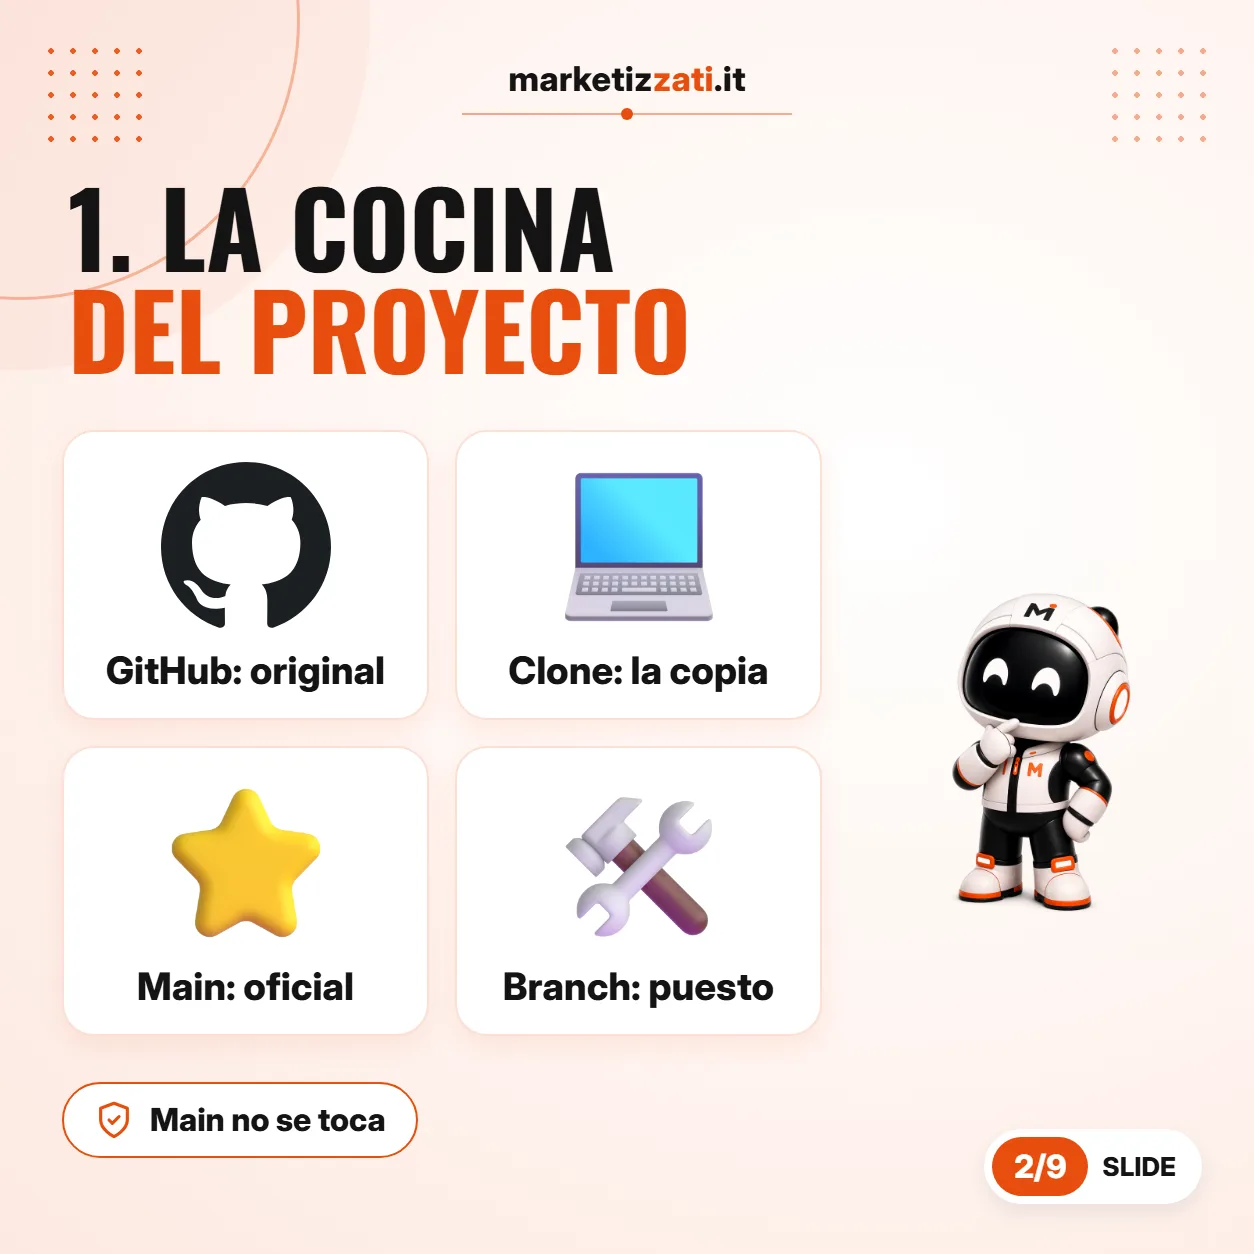 marketizzati.it
1. LA COCINA
DEL PROYECTO
GitHub: original
Clone: la copia
Main: oficial
Branch: puesto
Main no se toca
2/9 SLIDE
M
M